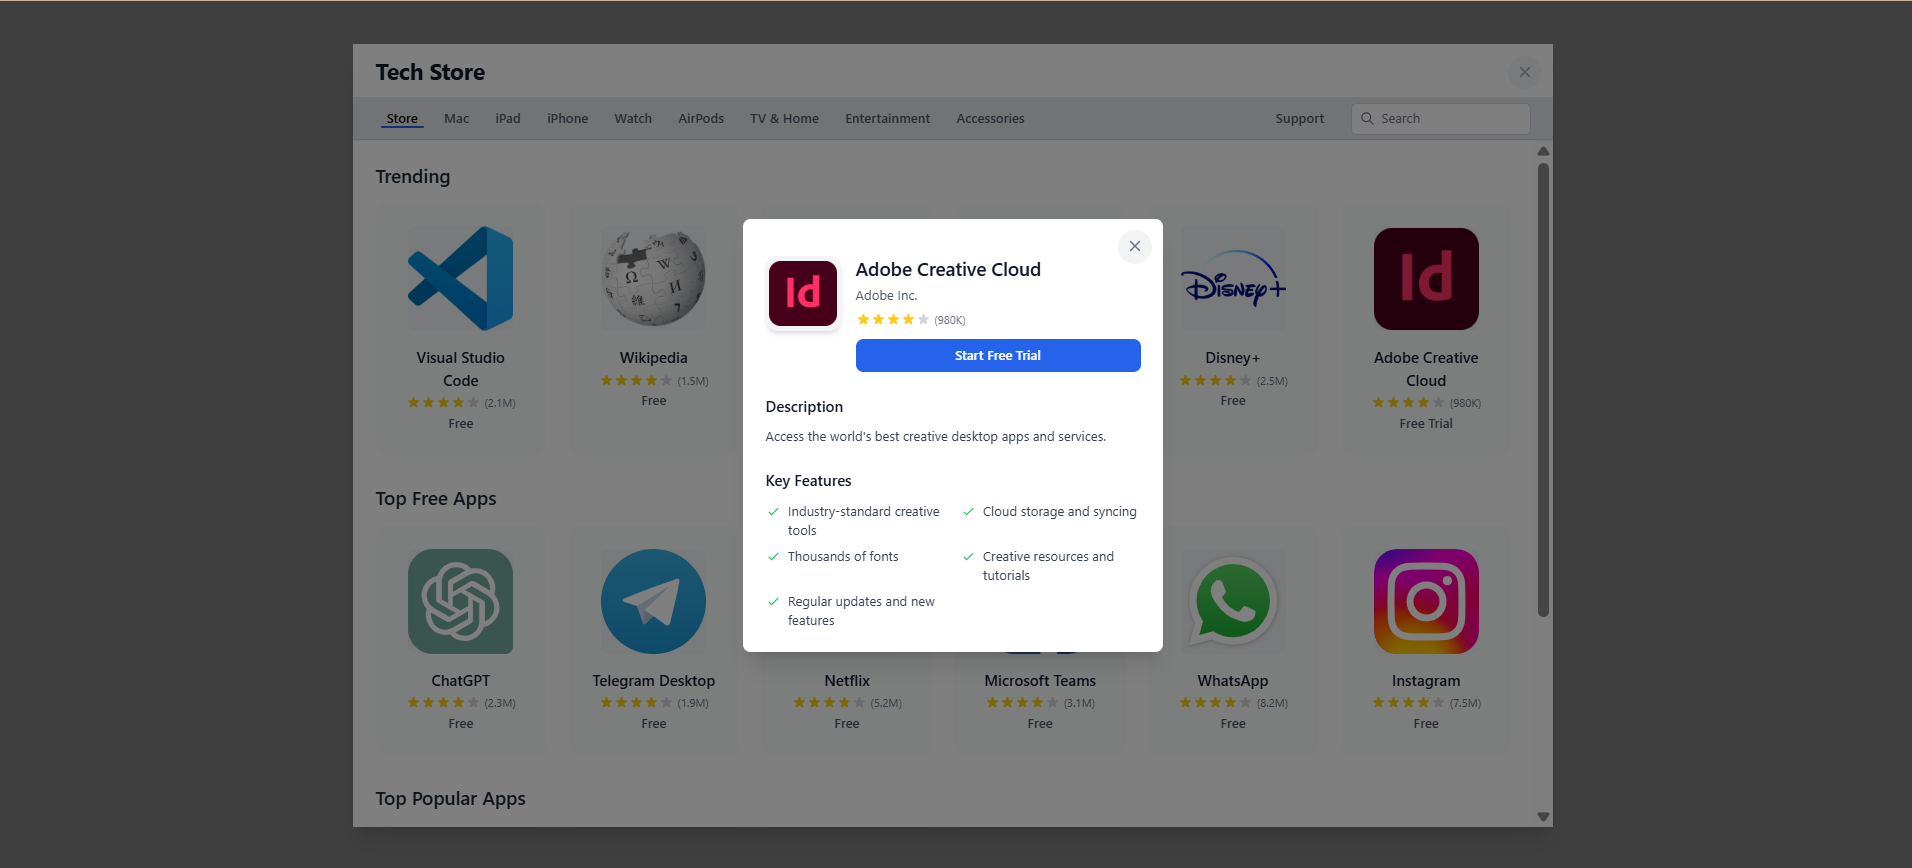 Tech Store
Store Mac iPad iPhone Watch AirPods TV & Home Entertainment Accessories Support Search
Trending
Visual Studio
Code
(2.1M)
Free
Wikipedia
(1.5M)
Free
Id
Adobe Creative Cloud
Adobe Inc.
(980K)
Start Free Trial
Description
Access the world's best creative desktop apps and services.
Key Features
Industry-standard creative
tools
Cloud storage and syncing
Thousands of fonts
Creative resources and
tutorials
Regular updates and new
features
Disney+
Disney+
(2.5M)
Free
Id
Adobe Creative
Cloud
(980K)
Free Trial
Top Free Apps
ChatGPT
(2.3M)
Free
Telegram Desktop
(1.9M)
Free
Netflix
(5.2M)
Free
Microsoft Teams
(3.1M)
Free
WhatsApp
(8.2M)
Free
Instagram
(7.5M)
Free
Top Popular Apps